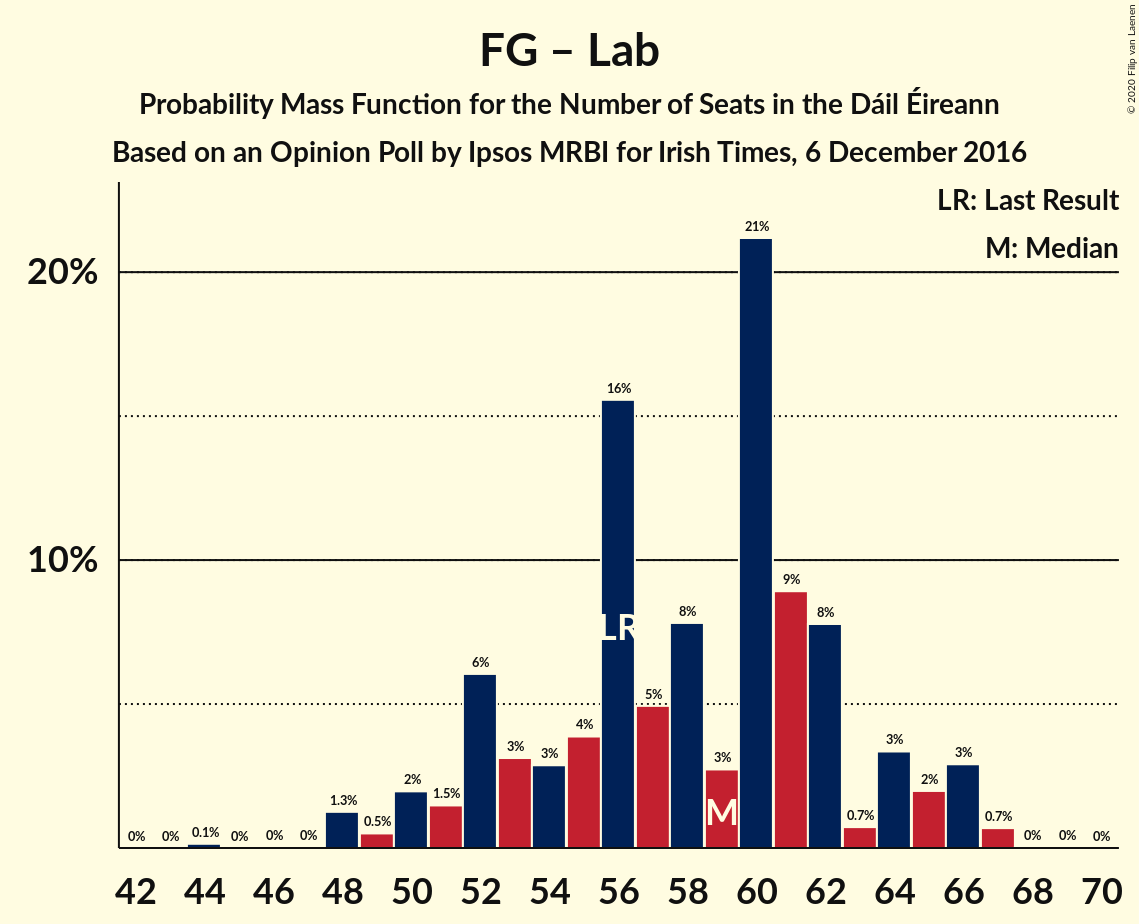 FG – Lab
Probability Mass Function for the Number of Seats in the Dáil Éireann
Based on an Opinion Poll by Ipsos MRBI for Irish Times, 6 December 2016
© 2020 Filip van Laenen
LR: Last Result
M: Median
20%
10%
0% 0% 0.1% 0% 0% 0% 1.3% 0.5% 2% 1.5% 6% 3% 3% 4% 16% 5% 8% 3% 21% 9% 8% 0.7% 3% 2% 3% 0.7% 0% 0% 0%
LR
M
42 44 46 48 50 52 54 56 58 60 62 64 66 68 70